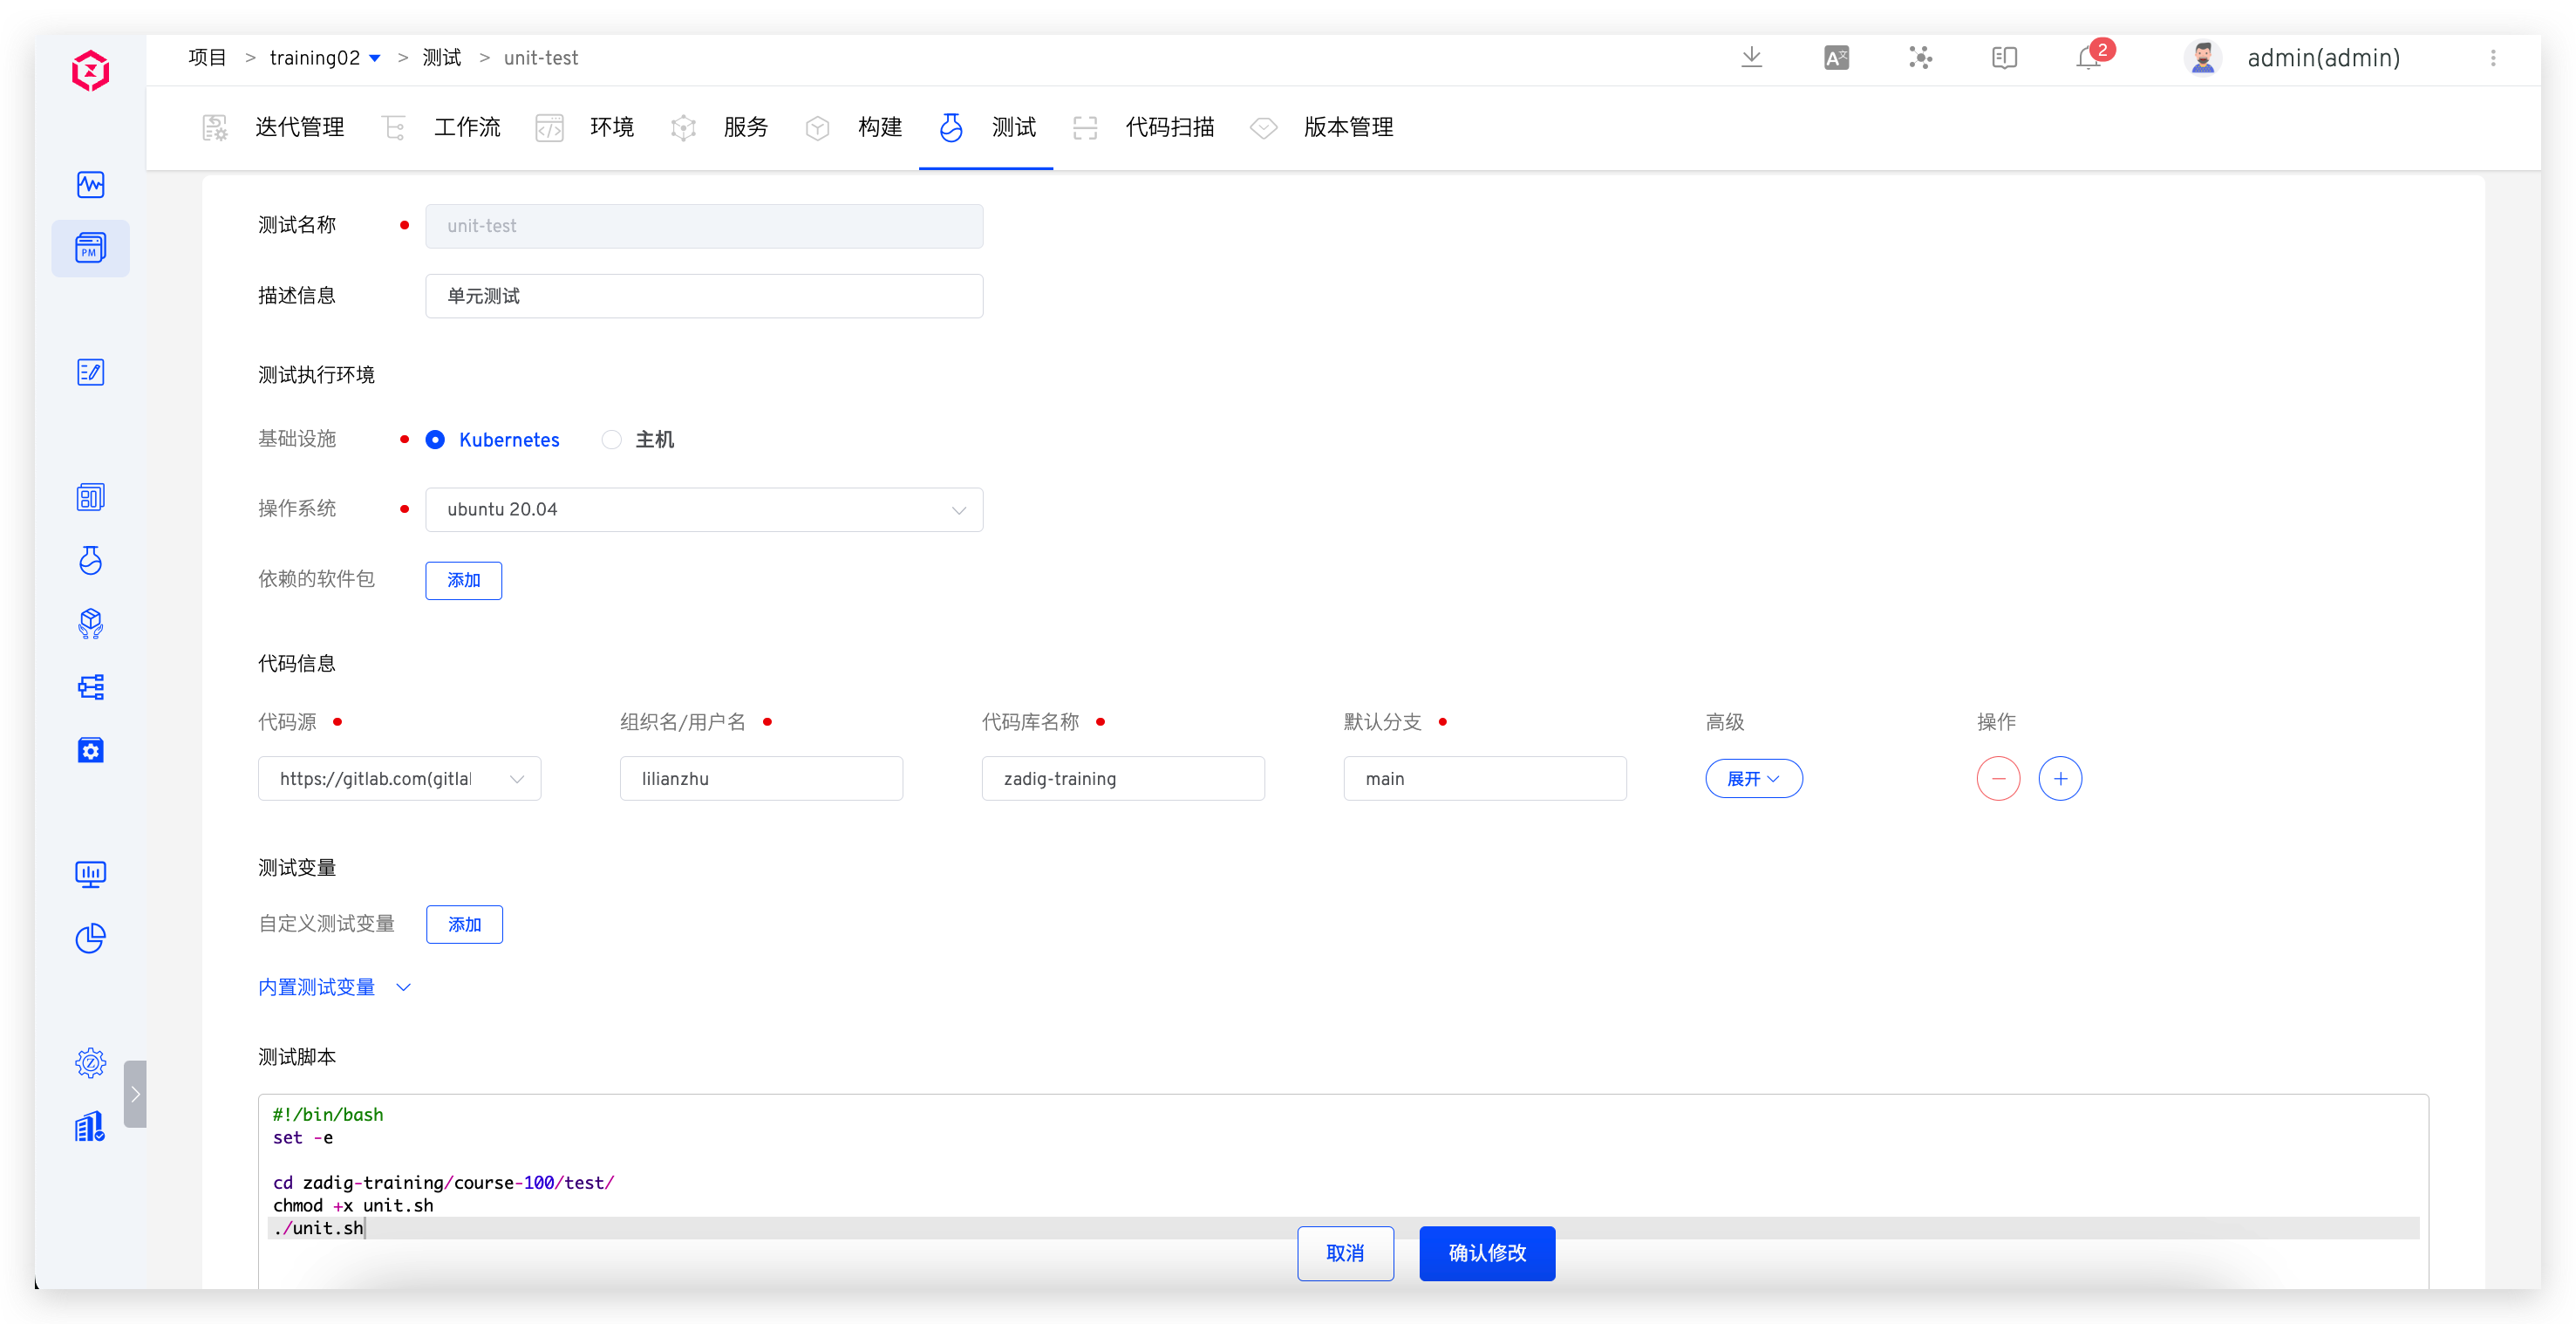 项目 > training02 > 测试 > unit-test
2
admin(admin)
迭代管理 工作流 环境 服务 构建 测试 代码扫描 版本管理
PM
测试名称 unit-test
描述信息 单元测试
测试执行环境
基础设施 Kubernetes 主机
操作系统 ubuntu 20.04
依赖的软件包 添加
代码信息
代码源 组织名/用户名 代码库名称 默认分支 高级 操作
https://gitlab.com(gitlal lilianzhu zadig-training main 展开
测试变量
自定义测试变量 添加
内置测试变量
测试脚本
#!/bin/bash
set -e
cd zadig-training/course-100/test/
chmod +x unit.sh
./unit.sh
取消 确认修改